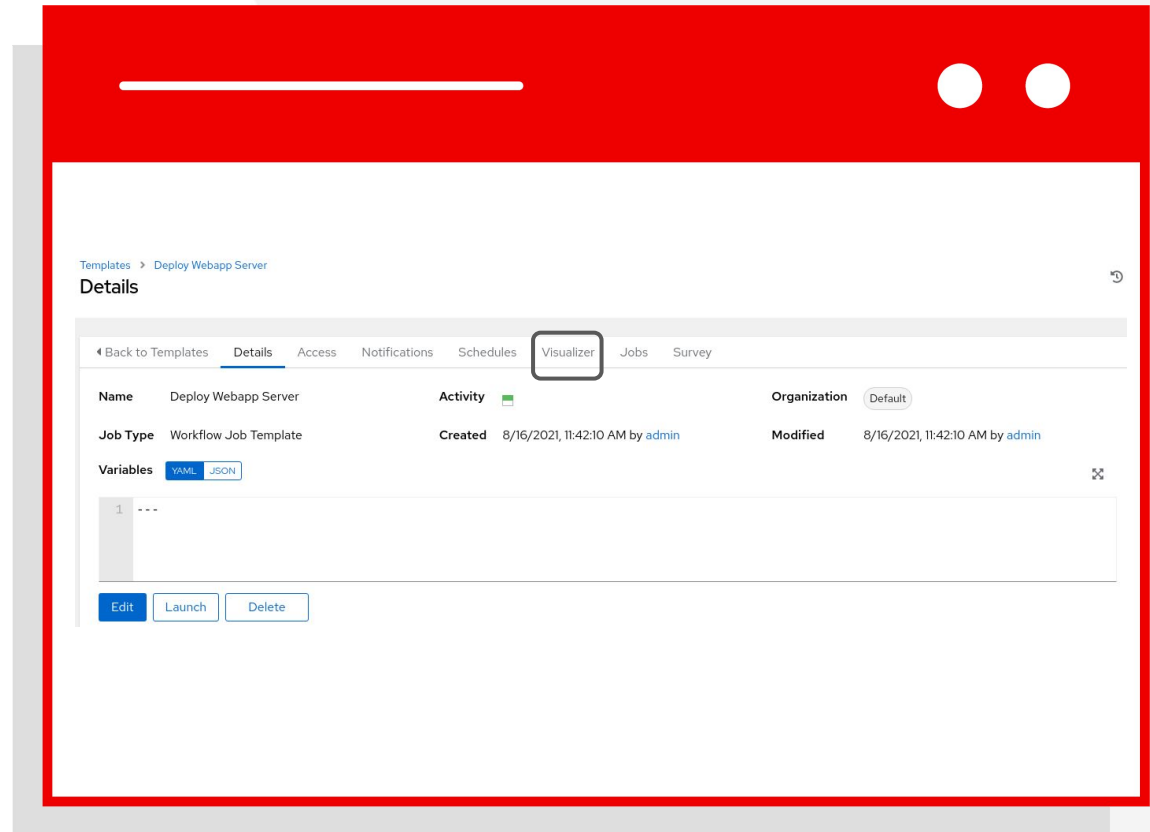 Templates > Deploy Webapp Server
Details
Back to Templates Details Access Notifications Schedules Visualizer Jobs Survey
Name Deploy Webapp Server Activity Organization Default
Job Type Workflow Job Template Created 8/16/2021, 11:42:10 AM by admin Modified 8/16/2021, 11:42:10 AM by admin
Variables YAML JSON
1 ---
Edit Launch Delete